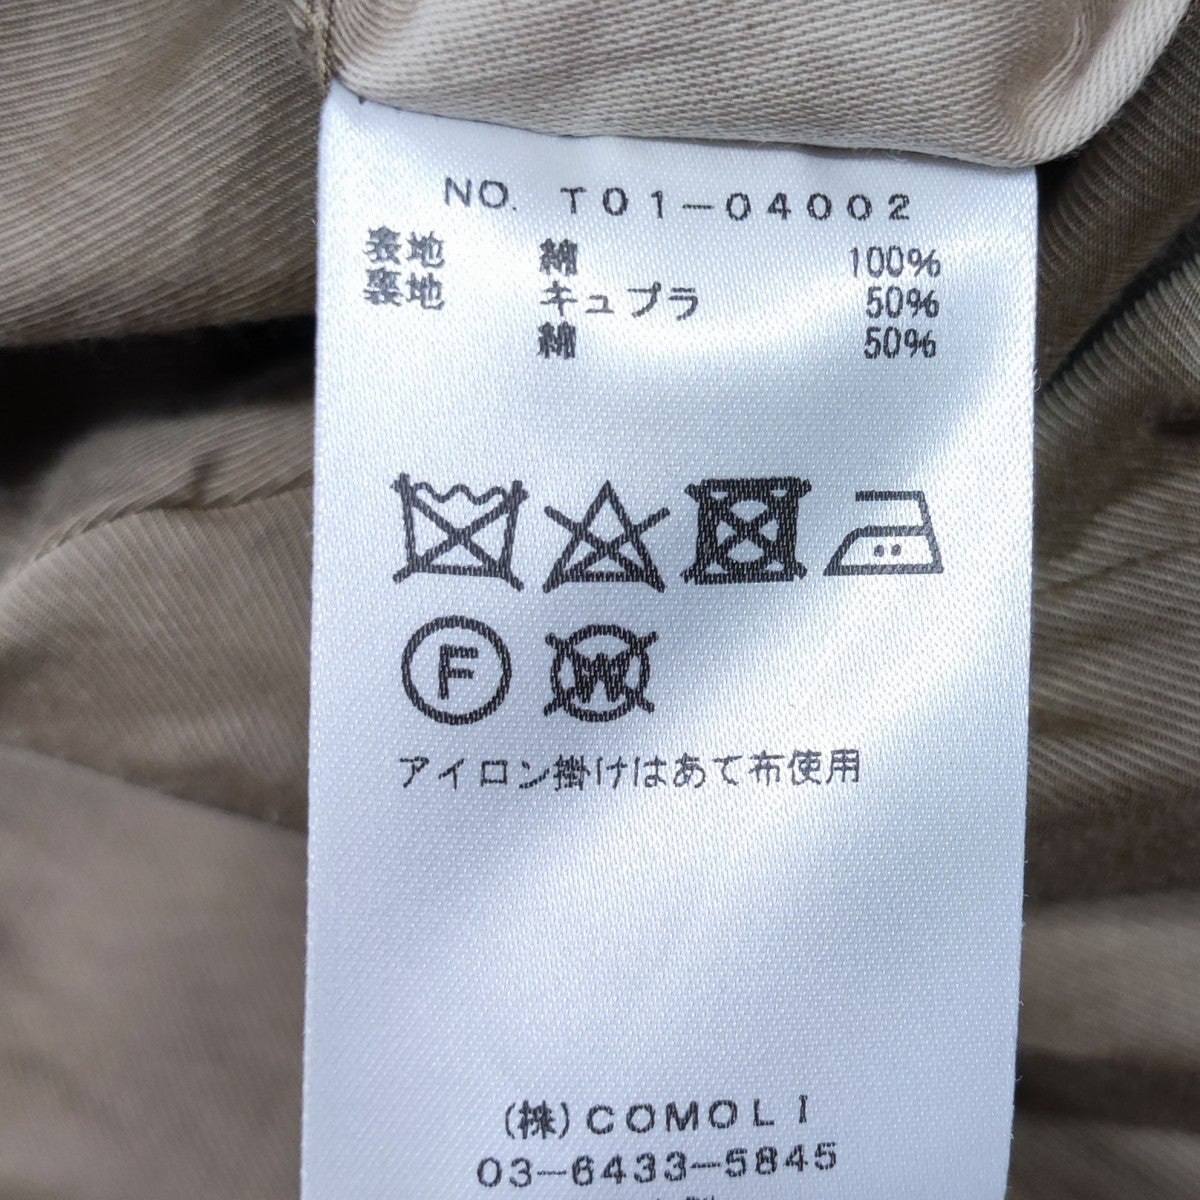 NO. T01-04002
表地 綿 100%
裏地 キュプラ 50%
綿 50%
F
W
アイロン掛けはあて布使用
(株)COMOLI
03-6433-5845